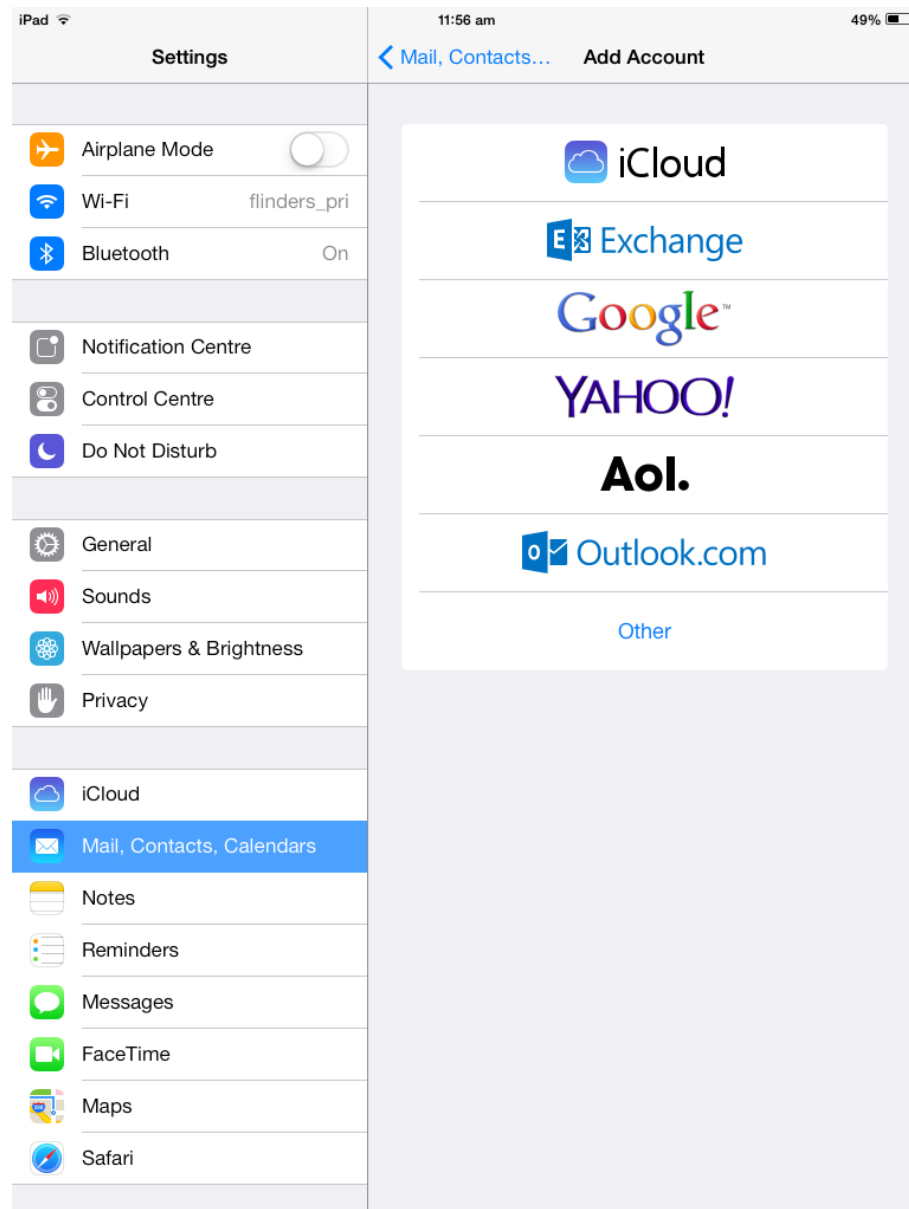 iPad 11:56 am 49%
Settings
Mail, Contacts... Add Account
Airplane Mode
Wi-Fi flinders_pri
Bluetooth On
Notification Centre
Control Centre
Do Not Disturb
General
Sounds
Wallpapers & Brightness
Privacy
iCloud
Mail, Contacts, Calendars
Notes
Reminders
Messages
FaceTime
Maps
Safari
iCloud
E Exchange
Google™
YAHOO!
Aol.
o Outlook.com
Other